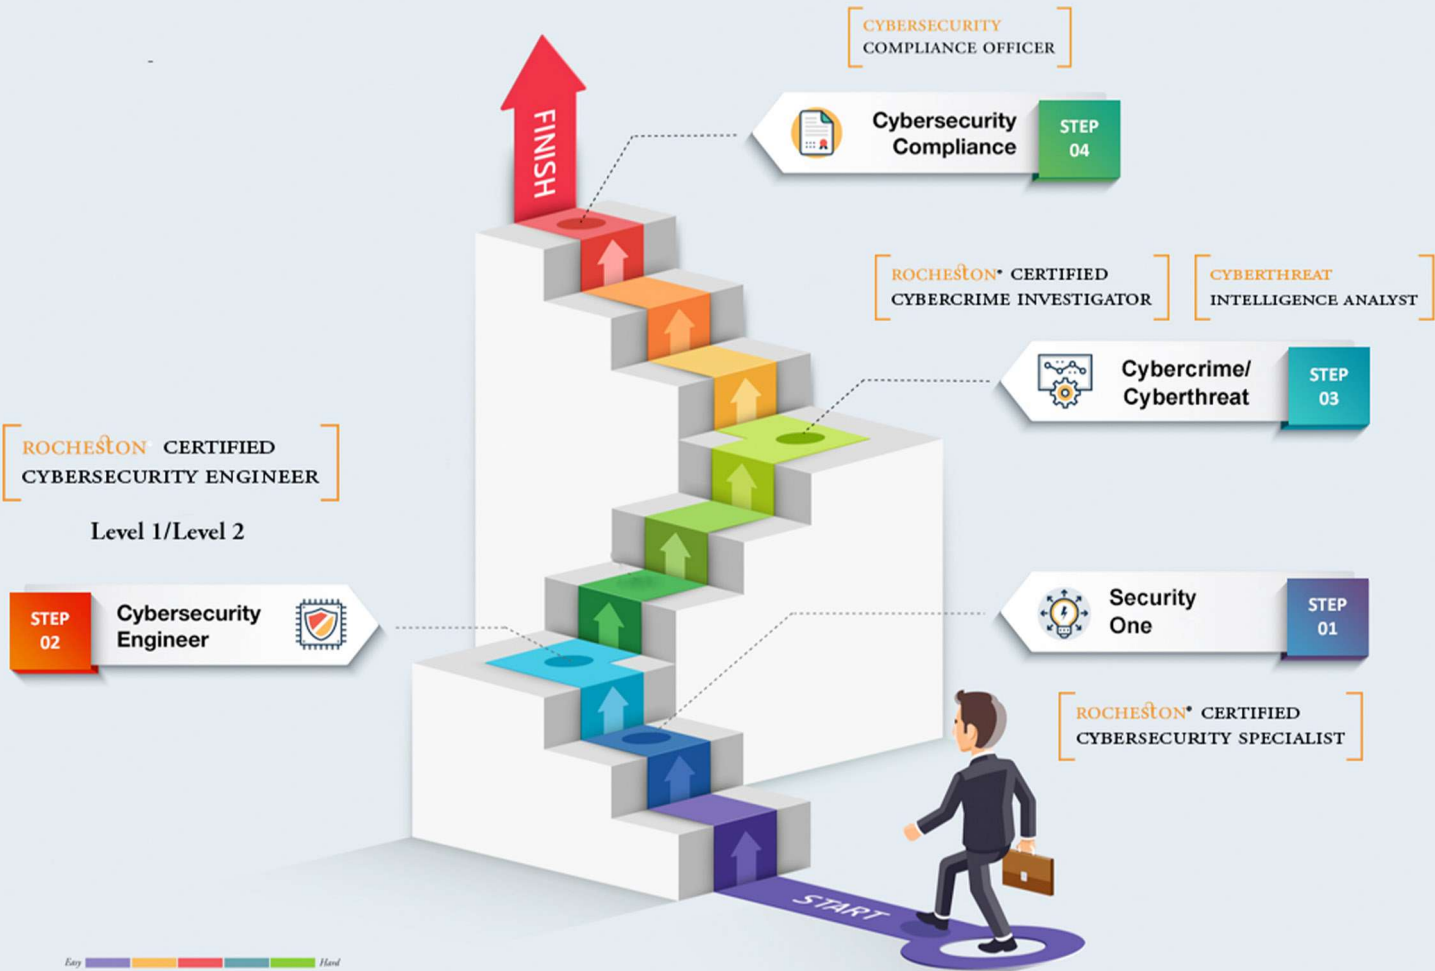 CYBERSECURITY
COMPLIANCE OFFICER
Cybersecurity
Compliance
STEP
04
FINISH
ROCHESTON® CERTIFIED
CYBERCRIME INVESTIGATOR
CYBERTHREAT
INTELLIGENCE ANALYST
Cybercrime/
Cyberthreat
STEP
03
ROCHESTON CERTIFIED
CYBERSECURITY ENGINEER
Level 1/Level 2
STEP
02
Cybersecurity
Engineer
Security
One
STEP
01
ROCHESTON® CERTIFIED
CYBERSECURITY SPECIALIST
START
Easy
Hard